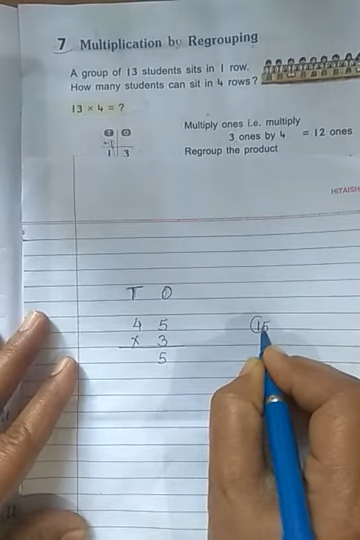 7 Multiplication by Regrouping
A group of 13 students sits in 1 row.
How many students can sit in 4 rows?
13 × 4 = ?
T O
+1
1 3
Multiply ones i.e. multiply
3 ones by 4 = 12 ones
Regroup the product
HITAISH
T O
4 5
× 3
5
15